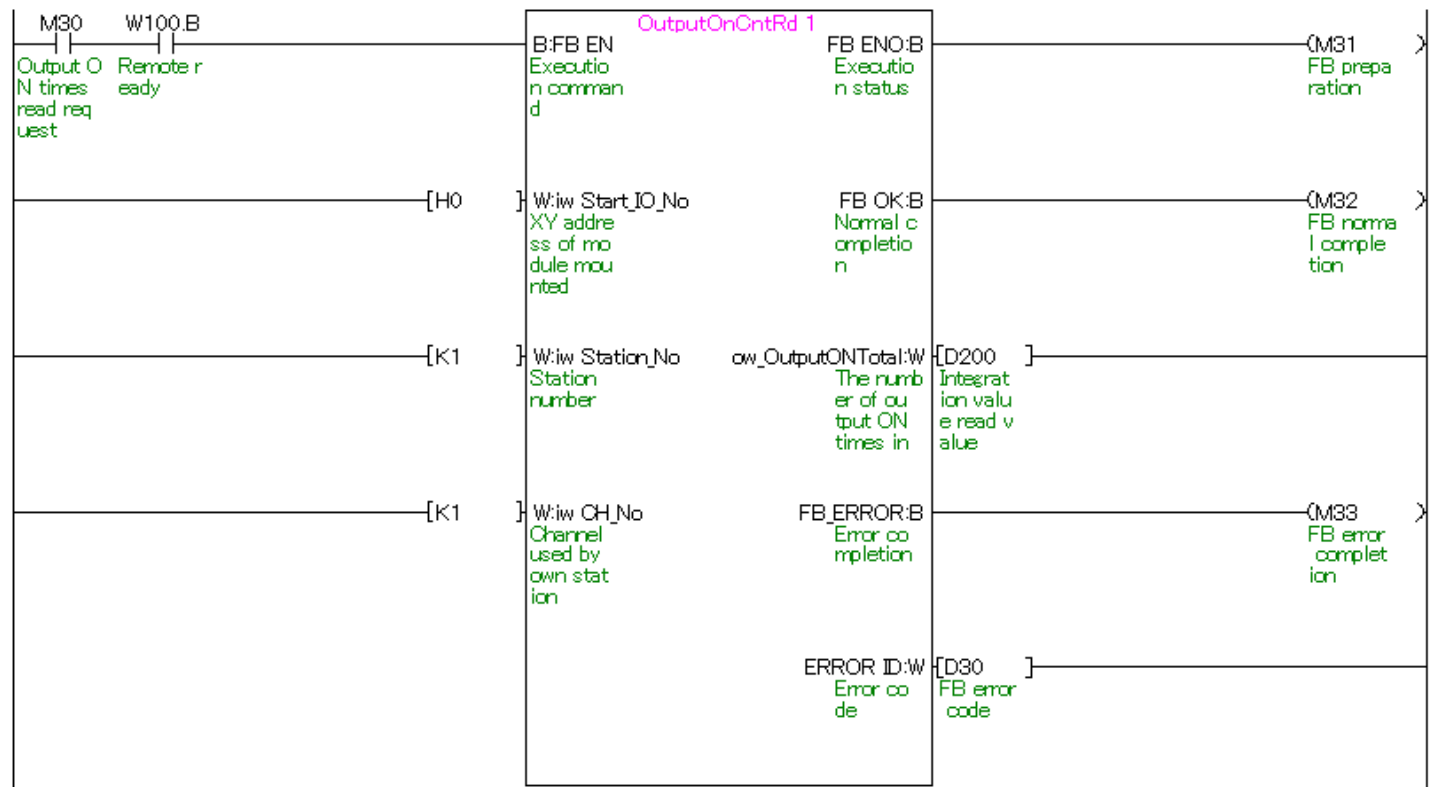 M30 W100.B OutputOnCntRd 1
B:FB EN FB ENO:B (M31 )
Output O Remote r Executio Executio FB prepa
N times eady n comman n status ration
read req d
uest
[H0 ] W:iw Start_IO_No FB OK:B (M32 )
XY addre Normal c FB norma
ss of mo ompletio l comple
dule mou n tion
nted
[K1 ] W:iw Station_No ow_OutputONTotal:W [D200 ]
Station The numb Integrat
number er of ou ion valu
tput ON e read v
times in alue
[K1 ] W:iw CH_No FB_ERROR:B (M33 )
Channel Error co FB error
used by mpletion complet
own stat ion
ion
ERROR ID:W [D30 ]
Error co FB error
de code